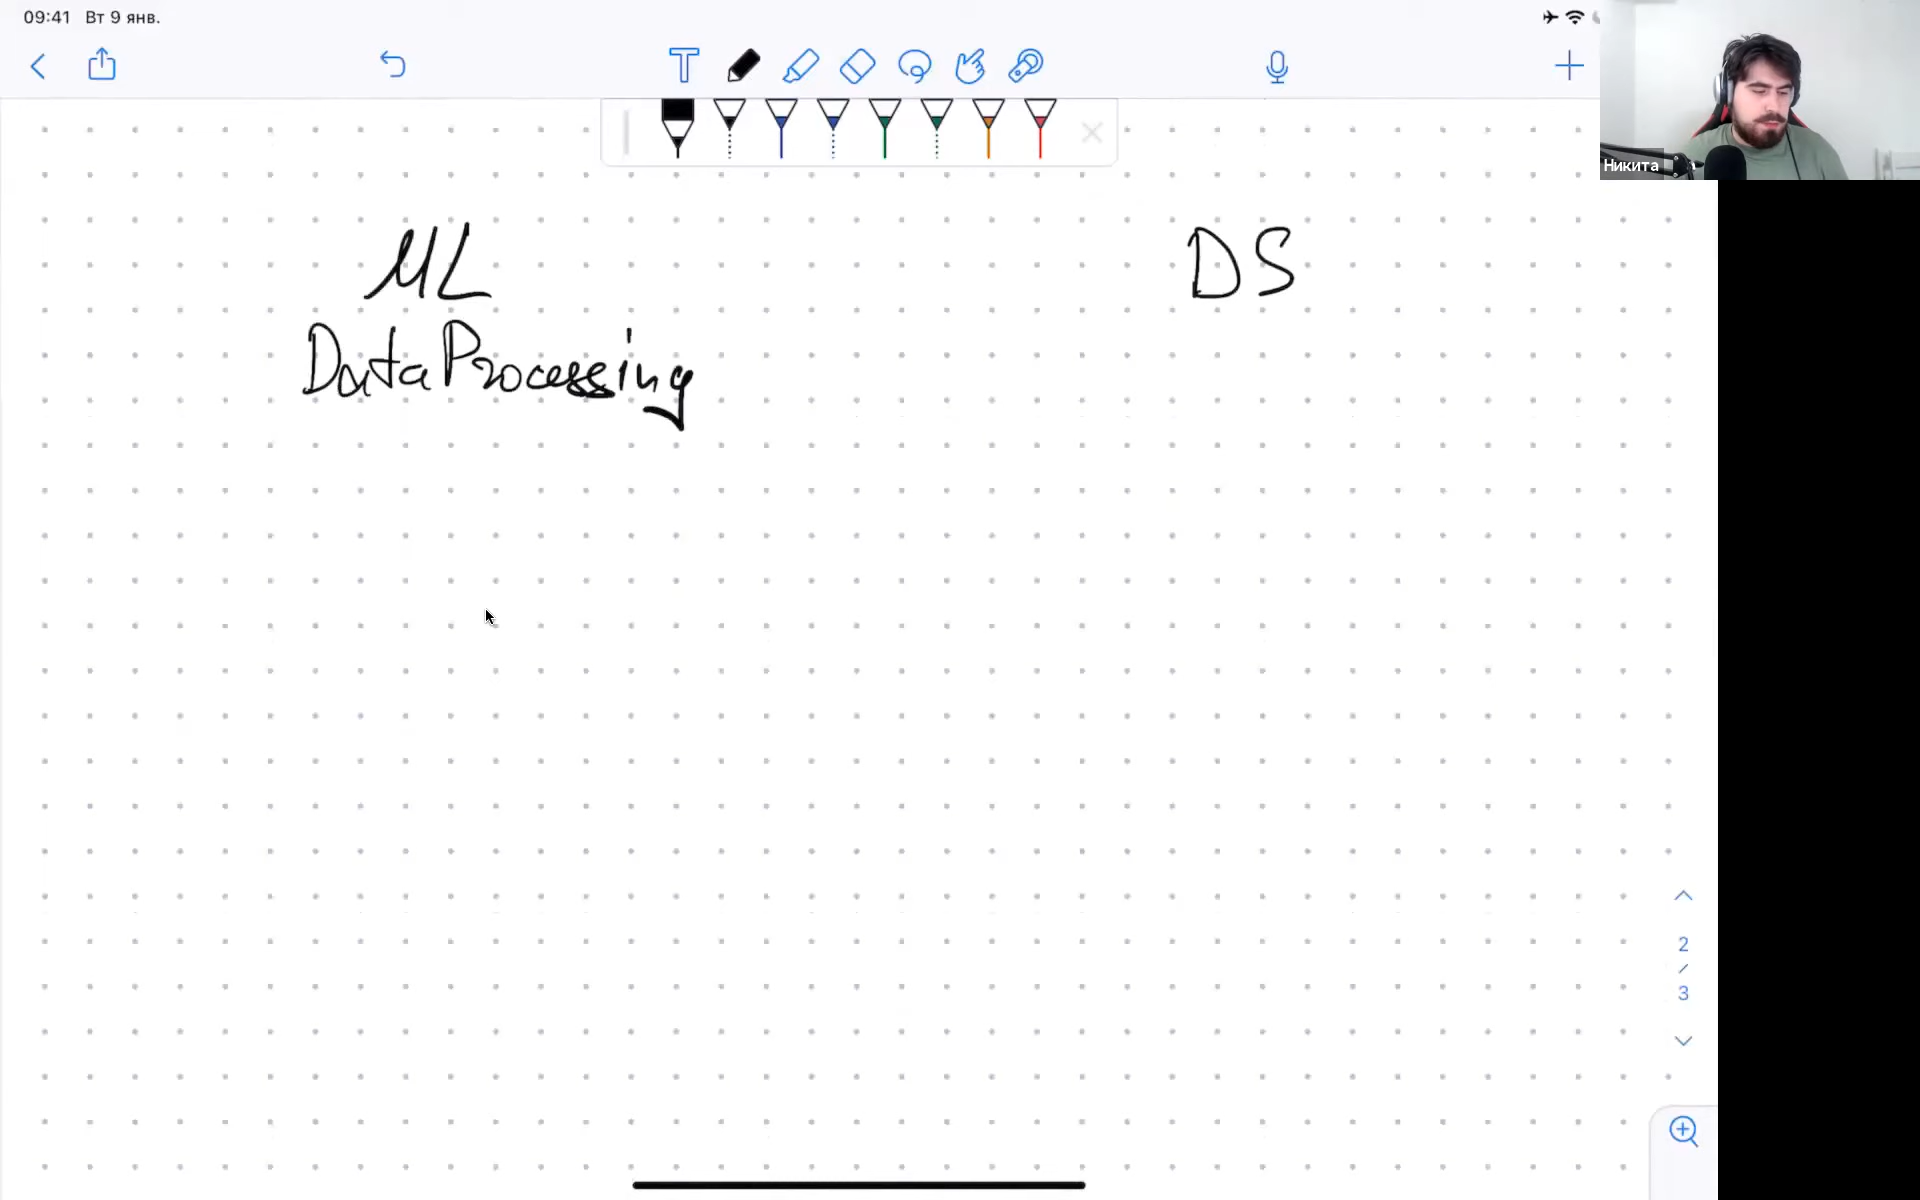 09:41 Вт 9 янв.
Никита
ML
DS
Data Processing
2
/
3